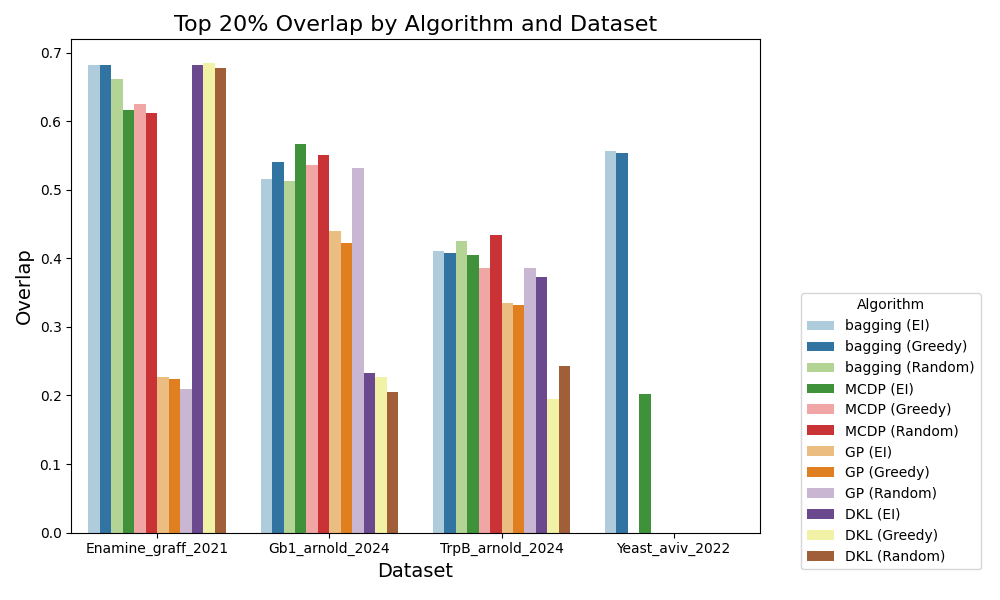 Top 20% Overlap by Algorithm and Dataset
Overlap
0.7
0.6
0.5
0.4
0.3
0.2
0.1
0.0
Enamine_graff_2021
Gb1_arnold_2024
TrpB_arnold_2024
Yeast_aviv_2022
Dataset
Algorithm
bagging (EI)
bagging (Greedy)
bagging (Random)
MCDP (EI)
MCDP (Greedy)
MCDP (Random)
GP (EI)
GP (Greedy)
GP (Random)
DKL (EI)
DKL (Greedy)
DKL (Random)